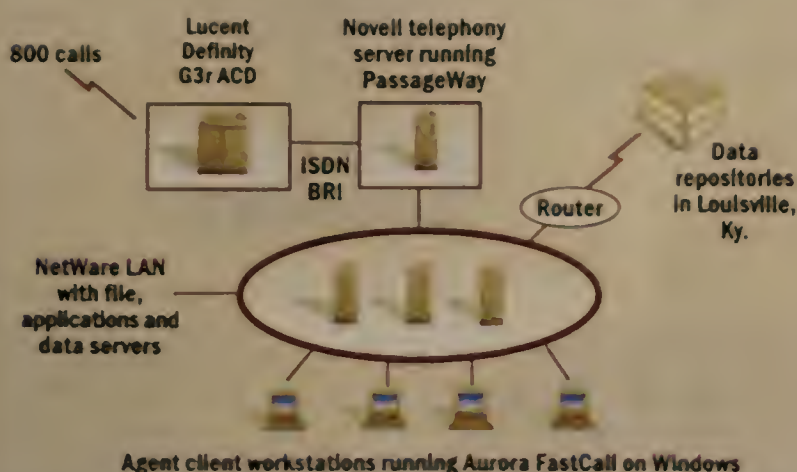 800 calls
Lucent
Definity
G3r ACD
Novell telephony
server running
PassageWay
ISDN
BRI
Data
repositories
in Louisville,
Ky.
Router
NetWare LAN
with file,
applications and
data servers
Agent client workstations running Aurora FastCall on Windows